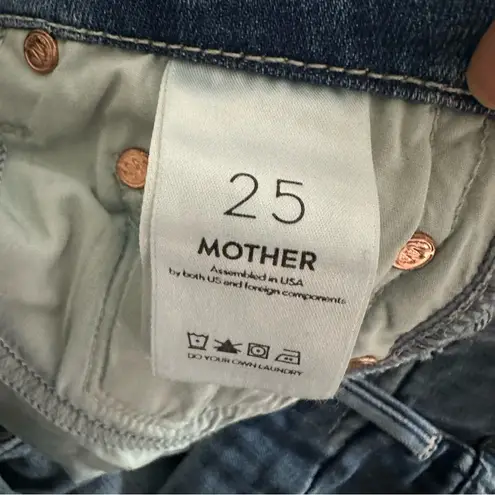 25
MOTHER
Assembled in USA
by both US and foreign components
DO YOUR OWN LAUNDRY